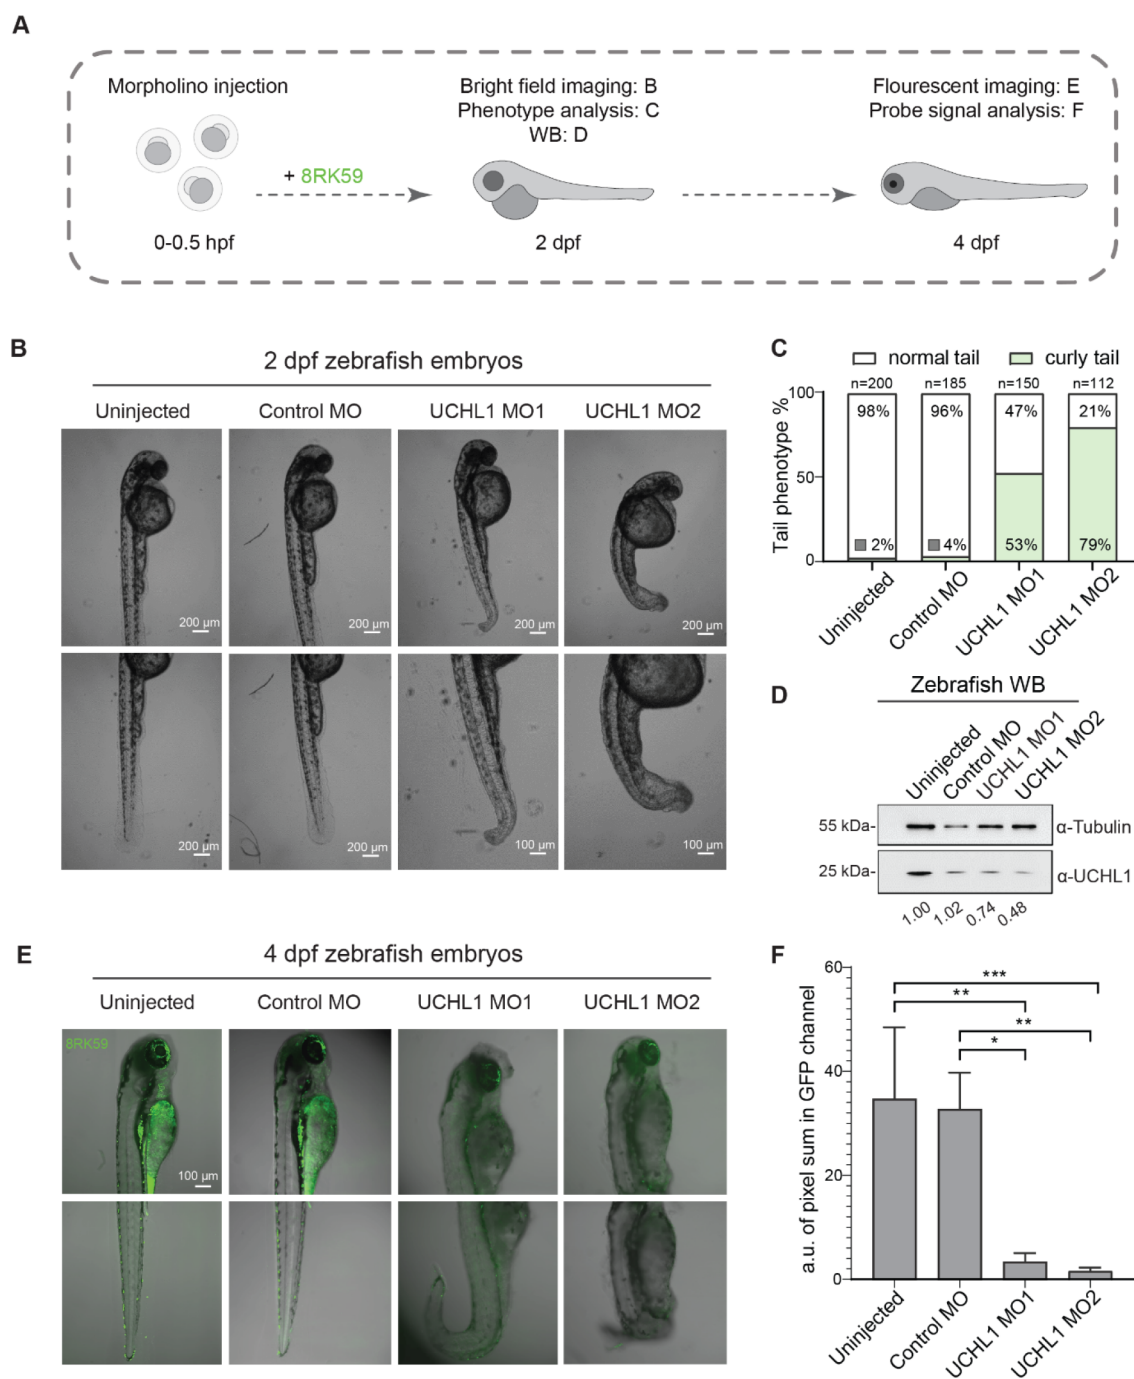 A
Morpholino injection
Bright field imaging: B
Phenotype analysis: C
WB: D
Flourescent imaging: E
Probe signal analysis: F
+ 8RK59
0-0.5 hpf
2 dpf
4 dpf
B
2 dpf zebrafish embryos
Uninjected
Control MO
UCHL1 MO1
UCHL1 MO2
200 µm
200 µm
200 µm
200 µm
200 µm
200 µm
100 µm
100 µm
C
normal tail
curly tail
n=200
n=185
n=150
n=112
Tail phenotype %
100
50
0
98%
96%
47%
21%
2%
4%
53%
79%
Uninjected
Control MO
UCHL1 MO1
UCHL1 MO2
D
Zebrafish WB
Uninjected
Control MO
UCHL1 MO1
UCHL1 MO2
55 kDa-
α-Tubulin
25 kDa-
α-UCHL1
1.00
1.02
0.74
0.48
E
4 dpf zebrafish embryos
Uninjected
Control MO
UCHL1 MO1
UCHL1 MO2
8RK59
100 µm
F
a.u. of pixel sum in GFP channel
60
40
20
0
***
**
**
*
Uninjected
Control MO
UCHL1 MO1
UCHL1 MO2